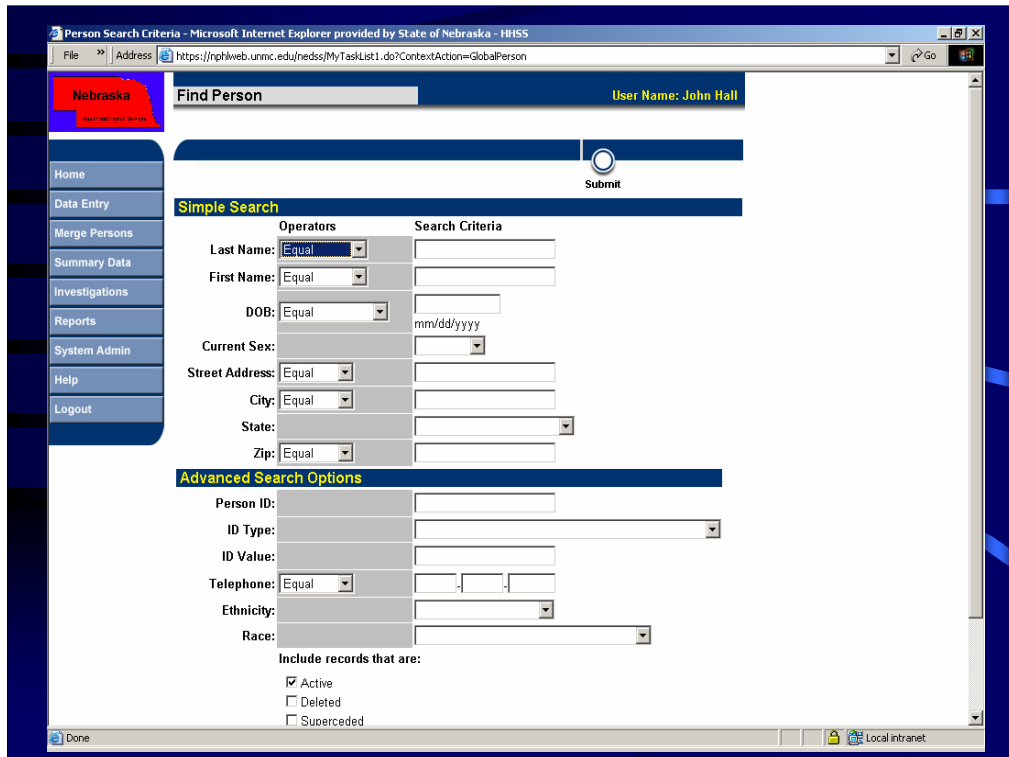 Person Search Criteria - Microsoft Internet Explorer provided by State of Nebraska - HHSS
File » Address https://nphlweb.unmc.edu/nedss/MyTaskList1.do?ContextAction=GlobalPerson Go
Nebraska
Find Person User Name: John Hall
Submit
Home
Data Entry
Merge Persons
Summary Data
Investigations
Reports
System Admin
Help
Logout
Simple Search
Operators Search Criteria
Last Name: Equal
First Name: Equal
DOB: Equal
mm/dd/yyyy
Current Sex:
Street Address: Equal
City: Equal
State:
Zip: Equal
Advanced Search Options
Person ID:
ID Type:
ID Value:
Telephone: Equal - -
Ethnicity:
Race:
Include records that are:
Active
Deleted
Superceded
Done Local intranet